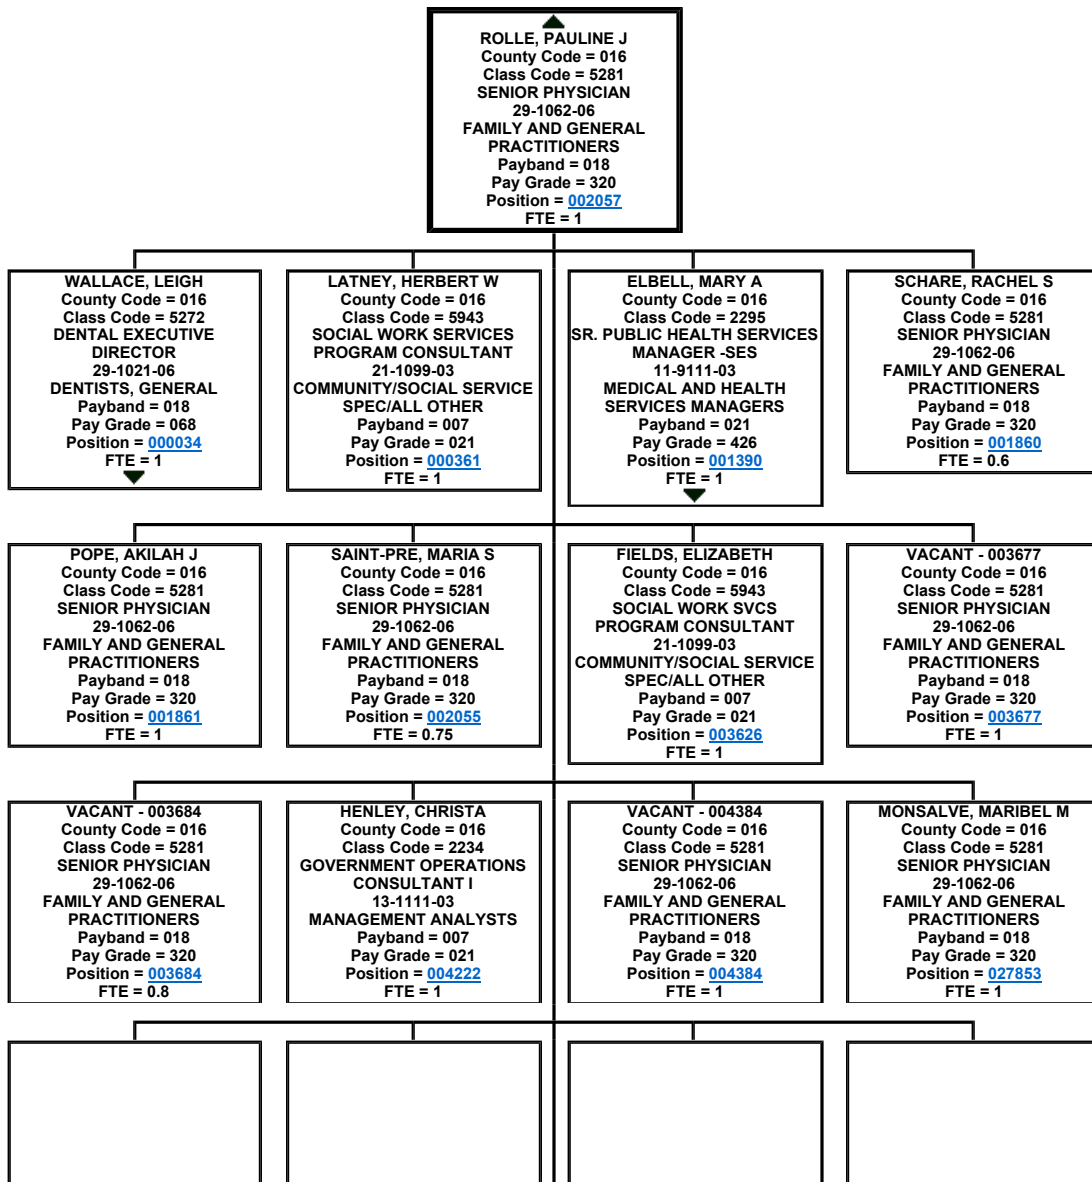 ROLLE, PAULINE J
County Code = 016
Class Code = 5281
SENIOR PHYSICIAN
29-1062-06
FAMILY AND GENERAL
PRACTITIONERS
Payband = 018
Pay Grade = 320
Position = 002057
FTE = 1
WALLACE, LEIGH
County Code = 016
Class Code = 5272
DENTAL EXECUTIVE
DIRECTOR
29-1021-06
DENTISTS, GENERAL
Payband = 018
Pay Grade = 068
Position = 000034
FTE = 1
LATNEY, HERBERT W
County Code = 016
Class Code = 5943
SOCIAL WORK SERVICES
PROGRAM CONSULTANT
21-1099-03
COMMUNITY/SOCIAL SERVICE
SPEC/ALL OTHER
Payband = 007
Pay Grade = 021
Position = 000361
FTE = 1
ELBELL, MARY A
County Code = 016
Class Code = 2295
SR. PUBLIC HEALTH SERVICES
MANAGER -SES
11-9111-03
MEDICAL AND HEALTH
SERVICES MANAGERS
Payband = 021
Pay Grade = 426
Position = 001390
FTE = 1
SCHARE, RACHEL S
County Code = 016
Class Code = 5281
SENIOR PHYSICIAN
29-1062-06
FAMILY AND GENERAL
PRACTITIONERS
Payband = 018
Pay Grade = 320
Position = 001860
FTE = 0.6
POPE, AKILAH J
County Code = 016
Class Code = 5281
SENIOR PHYSICIAN
29-1062-06
FAMILY AND GENERAL
PRACTITIONERS
Payband = 018
Pay Grade = 320
Position = 001861
FTE = 1
SAINT-PRE, MARIA S
County Code = 016
Class Code = 5281
SENIOR PHYSICIAN
29-1062-06
FAMILY AND GENERAL
PRACTITIONERS
Payband = 018
Pay Grade = 320
Position = 002055
FTE = 0.75
FIELDS, ELIZABETH
County Code = 016
Class Code = 5943
SOCIAL WORK SVCS
PROGRAM CONSULTANT
21-1099-03
COMMUNITY/SOCIAL SERVICE
SPEC/ALL OTHER
Payband = 007
Pay Grade = 021
Position = 003626
FTE = 1
VACANT - 003677
County Code = 016
Class Code = 5281
SENIOR PHYSICIAN
29-1062-06
FAMILY AND GENERAL
PRACTITIONERS
Payband = 018
Pay Grade = 320
Position = 003677
FTE = 1
VACANT - 003684
County Code = 016
Class Code = 5281
SENIOR PHYSICIAN
29-1062-06
FAMILY AND GENERAL
PRACTITIONERS
Payband = 018
Pay Grade = 320
Position = 003684
FTE = 0.8
HENLEY, CHRISTA
County Code = 016
Class Code = 2234
GOVERNMENT OPERATIONS
CONSULTANT I
13-1111-03
MANAGEMENT ANALYSTS
Payband = 007
Pay Grade = 021
Position = 004222
FTE = 1
VACANT - 004384
County Code = 016
Class Code = 5281
SENIOR PHYSICIAN
29-1062-06
FAMILY AND GENERAL
PRACTITIONERS
Payband = 018
Pay Grade = 320
Position = 004384
FTE = 1
MONSALVE, MARIBEL M
County Code = 016
Class Code = 5281
SENIOR PHYSICIAN
29-1062-06
FAMILY AND GENERAL
PRACTITIONERS
Payband = 018
Pay Grade = 320
Position = 027853
FTE = 1